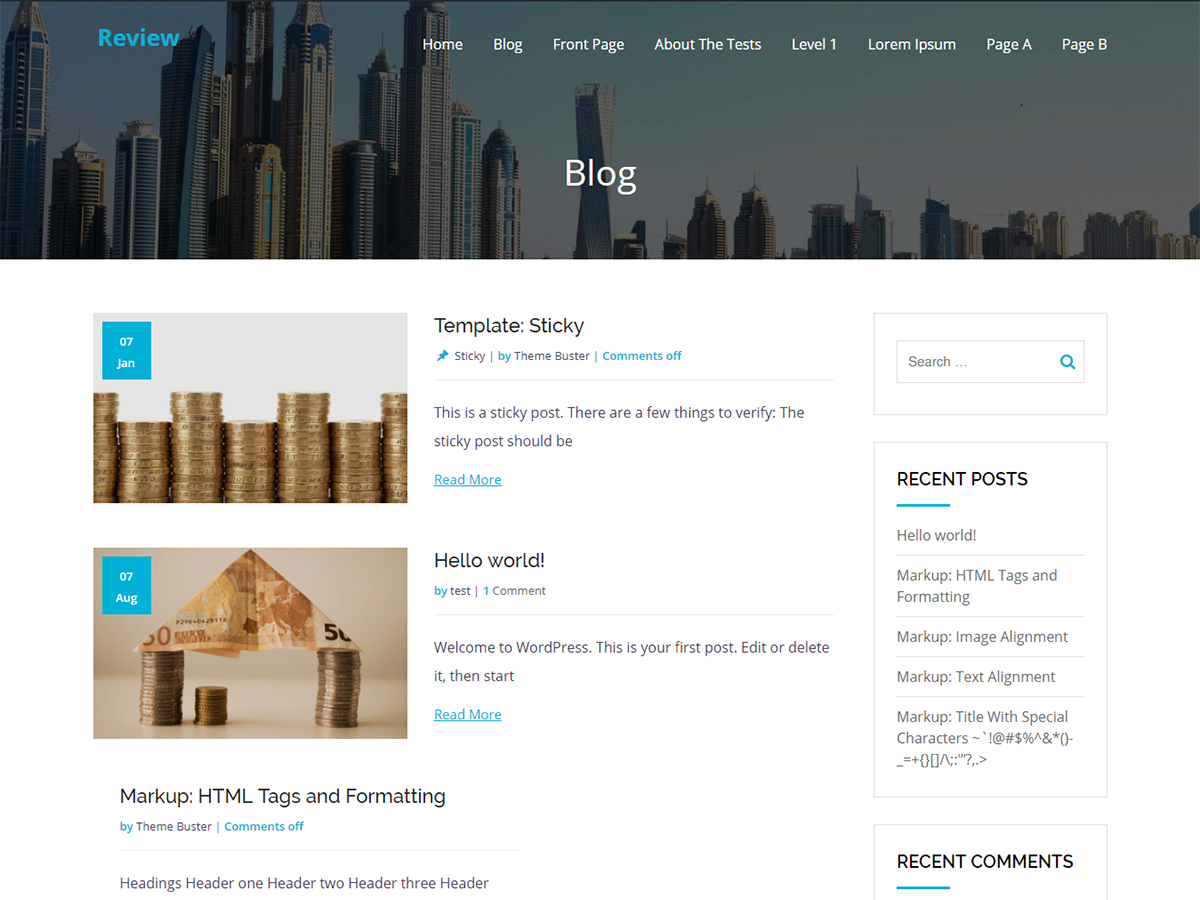 Review
Home Blog Front Page About The Tests Level 1 Lorem Ipsum Page A Page B
Blog
07
Jan
Template: Sticky
Sticky | by Theme Buster | Comments off
This is a sticky post. There are a few things to verify: The
sticky post should be
Read More
07
Aug
Hello world!
by test | 1 Comment
Welcome to WordPress. This is your first post. Edit or delete
it, then start
Read More
Markup: HTML Tags and Formatting
by Theme Buster | Comments off
Headings Header one Header two Header three Header
Search …
RECENT POSTS
Hello world!
Markup: HTML Tags and
Formatting
Markup: Image Alignment
Markup: Text Alignment
Markup: Title With Special
Characters ~`!@#$%^&*()-
_=+{}[]/\;:'"?,.>
RECENT COMMENTS